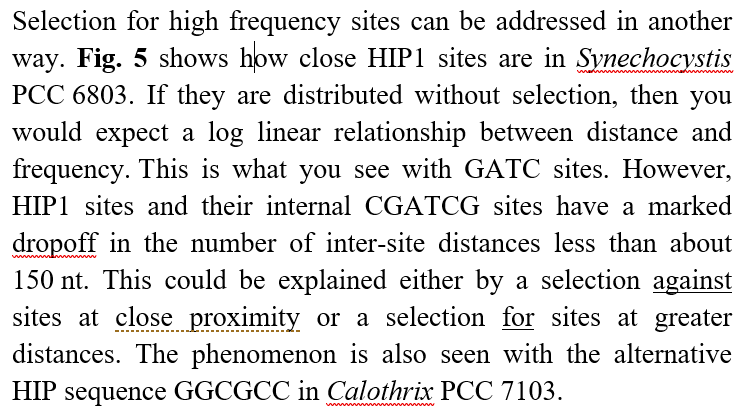 Selection for high frequency sites can be addressed in another
way. Fig. 5 shows how close HIP1 sites are in Synechocystis
PCC 6803. If they are distributed without selection, then you
would expect a log linear relationship between distance and
frequency. This is what you see with GATC sites. However,
HIP1 sites and their internal CGATCG sites have a marked
dropoff in the number of inter-site distances less than about
150 nt. This could be explained either by a selection against
sites at close proximity or a selection for sites at greater
distances. The phenomenon is also seen with the alternative
HIP sequence GGCGCC in Calothrix PCC 7103.